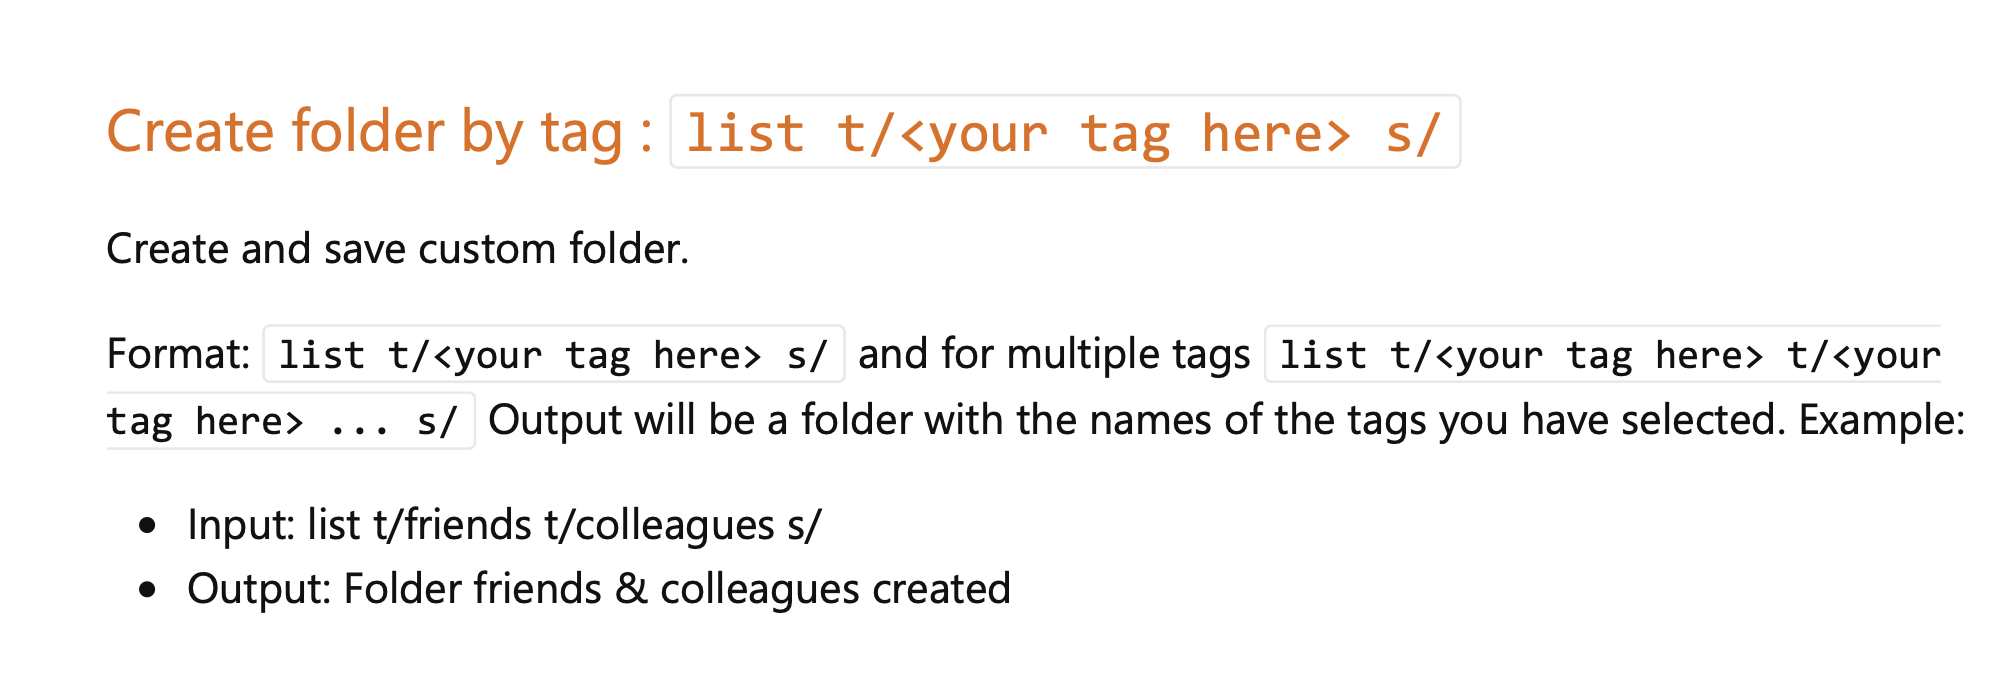 Create folder by tag : list t/<your tag here> s/
Create and save custom folder.
Format: list t/<your tag here> s/ and for multiple tags list t/<your tag here> t/<your
tag here> ... s/ Output will be a folder with the names of the tags you have selected. Example:
• Input: list t/friends t/colleagues s/
• Output: Folder friends & colleagues created